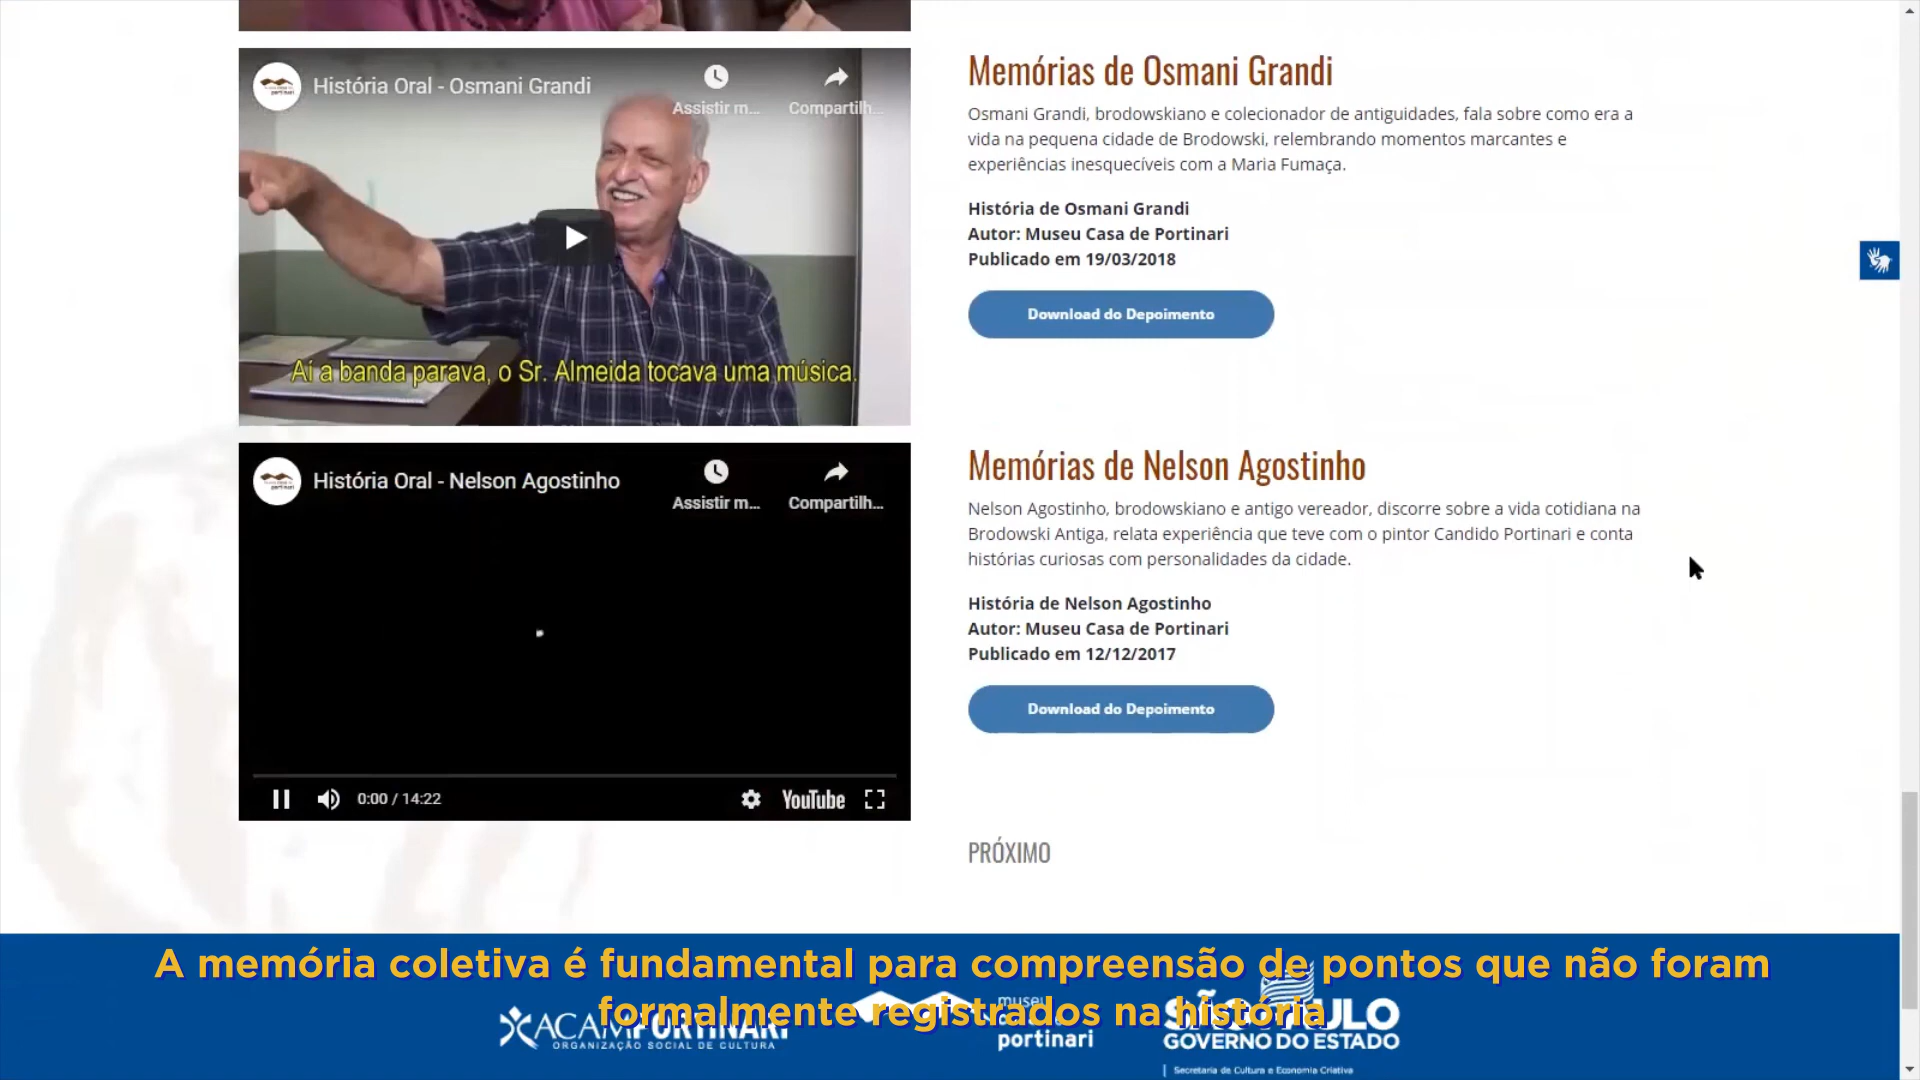 História Oral - Osmani Grandi
Assistir m...
Compartilh...
Aí a banda parava, o Sr. Almeida tocava uma música.
Memórias de Osmani Grandi
Osmani Grandi, brodowskiano e colecionador de antiguidades, fala sobre como era a
vida na pequena cidade de Brodowski, relembrando momentos marcantes e
experiências inesquecíveis com a Maria Fumaça.
História de Osmani Grandi
Autor: Museu Casa de Portinari
Publicado em 19/03/2018
Download do Depoimento
História Oral - Nelson Agostinho
Assistir m...
Compartilh...
0:00 / 14:22
YouTube
Memórias de Nelson Agostinho
Nelson Agostinho, brodowskiano e antigo vereador, discorre sobre a vida cotidiana na
Brodowski Antiga, relata experiência que teve com o pintor Candido Portinari e conta
histórias curiosas com personalidades da cidade.
História de Nelson Agostinho
Autor: Museu Casa de Portinari
Publicado em 12/12/2017
Download do Depoimento
PRÓXIMO
A memória coletiva é fundamental para compreensão de pontos que não foram
formalmente registrados na história
ACAM PORTINARI
ORGANIZAÇÃO SOCIAL DE CULTURA
museu
portinari
SÃO PAULO
GOVERNO DO ESTADO
Secretaria de Cultura e Economia Criativa